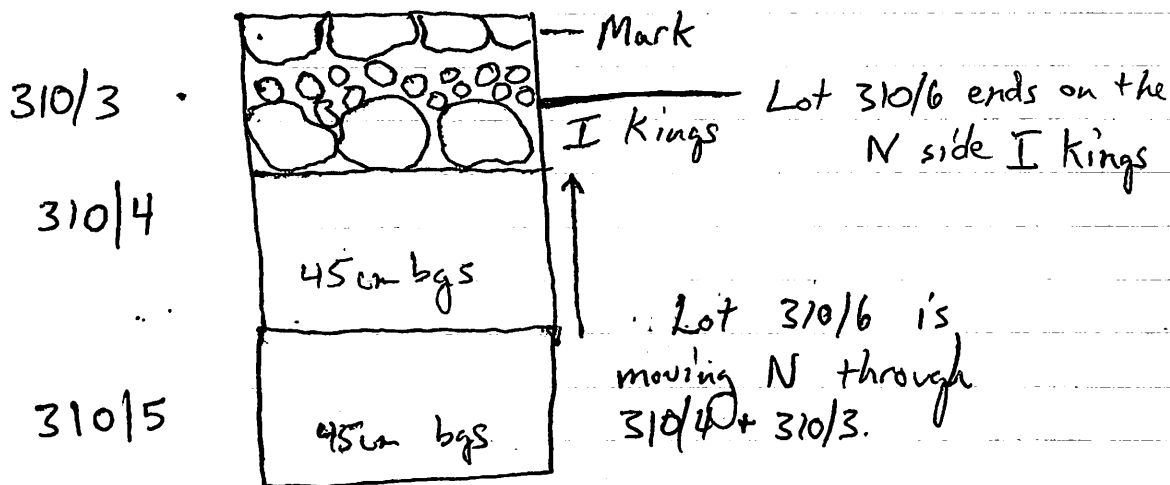 Mark
310/3
Lot 310/6 ends on the
N side I Kings
I Kings
310/4
45cm bgs
Lot 310/6 is
moving N through
310/4 + 310/3.
310/5
45cm bgs